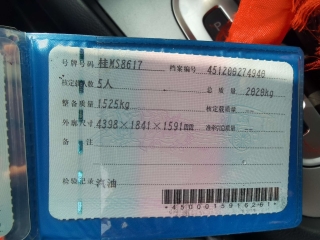 号牌号码 桂MS8617 档案编号 451200274940
核定载人数 5人 总质量 2020kg
整备质量 1525kg 核定载质量
外廓尺寸 4398×1841×1591mm 准牵引总质量
备注
检验记录 汽油